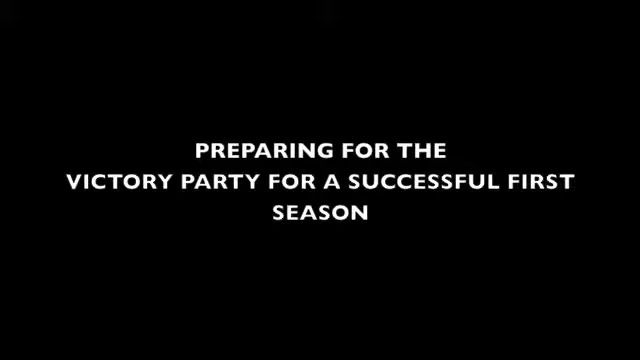 PREPARING FOR THE
VICTORY PARTY FOR A SUCCESSFUL FIRST
SEASON